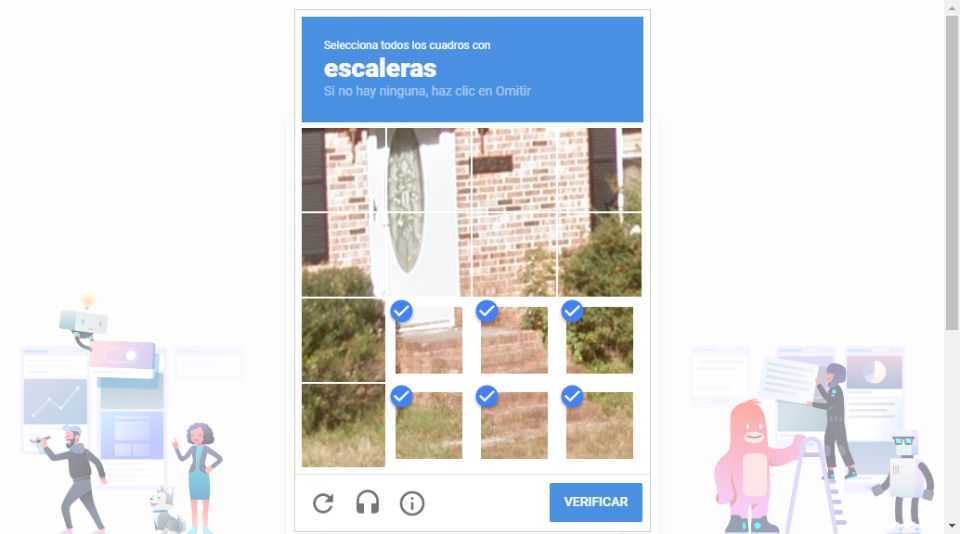 Selecciona todos los cuadros con
escaleras
Si no hay ninguna, haz clic en Omitir
VERIFICAR